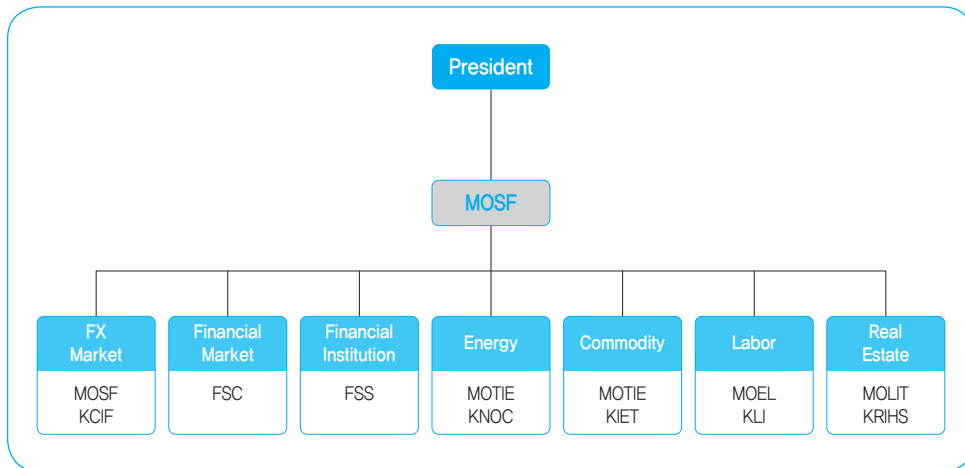 President
MOSF
FX
Market
MOSF
KCIF
Financial
Market
FSC
Financial
Institution
FSS
Energy
MOTIE
KNOC
Commodity
MOTIE
KIET
Labor
MOEL
KLI
Real
Estate
MOLIT
KRIHS